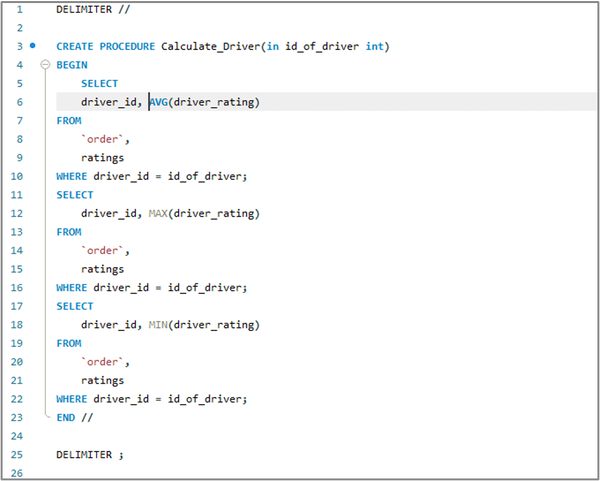 1 DELIMITER //
2
3 CREATE PROCEDURE Calculate_Driver(in id_of_driver int)
4 BEGIN
5 SELECT
6 driver_id, AVG(driver_rating)
7 FROM
8 `order`,
9 ratings
10 WHERE driver_id = id_of_driver;
11 SELECT
12 driver_id, MAX(driver_rating)
13 FROM
14 `order`,
15 ratings
16 WHERE driver_id = id_of_driver;
17 SELECT
18 driver_id, MIN(driver_rating)
19 FROM
20 `order`,
21 ratings
22 WHERE driver_id = id_of_driver;
23 END //
24
25 DELIMITER ;
26